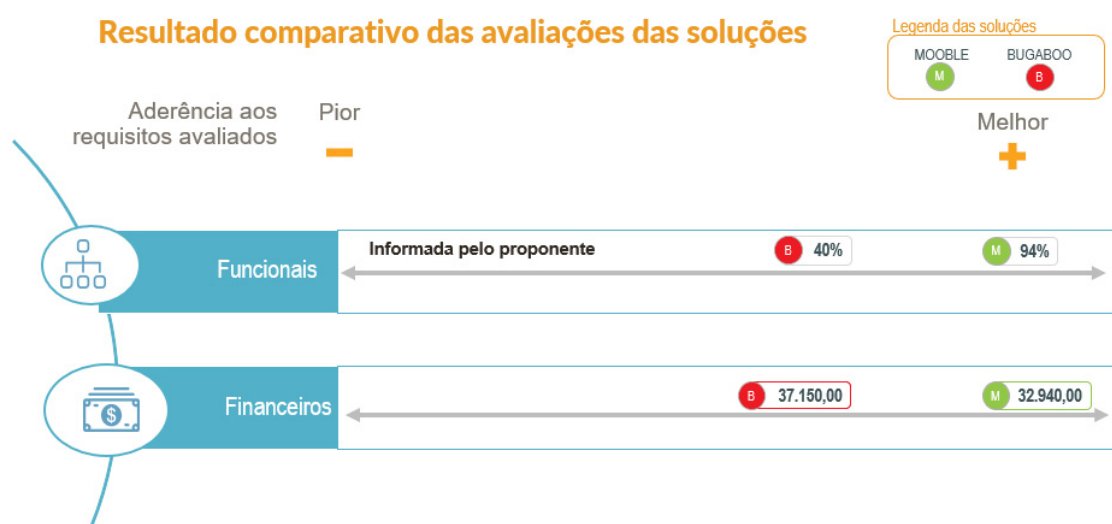 Resultado comparativo das avaliações das soluções
Legenda das soluções
MOOBLE BUGABOO
M B
Aderência aos
requisitos avaliados
Pior
Melhor
Funcionais
Informada pelo proponente
B 40%
M 94%
$
Financeiros
B 37.150,00
M 32.940,00